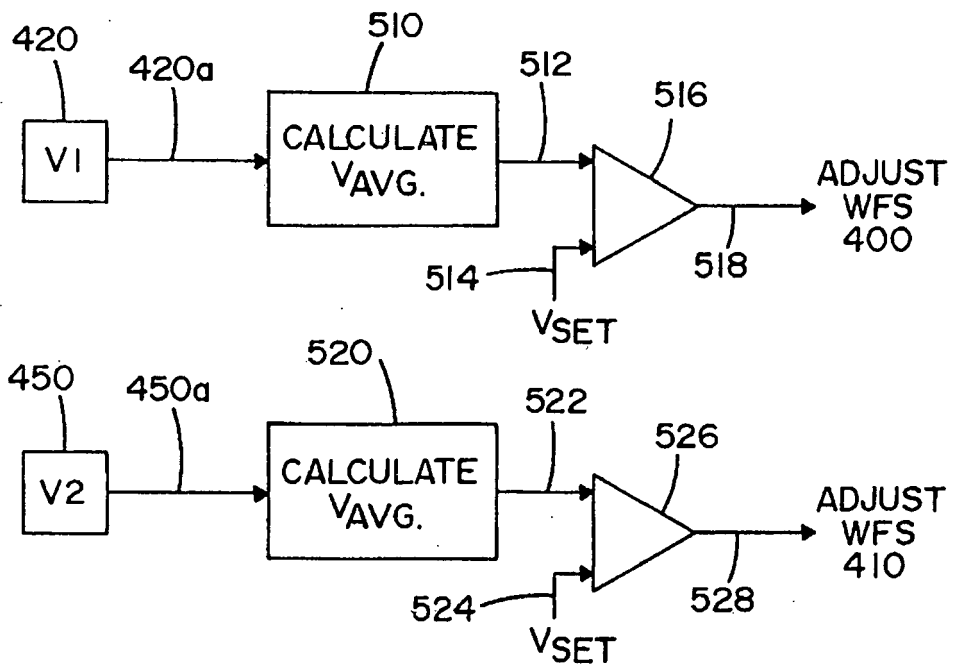 420
420a
510
512
516
V1
CALCULATE
VAVG.
ADJUST
WFS
400
514
518
VSET
450
450a
520
522
526
V2
CALCULATE
VAVG.
ADJUST
WFS
410
524
528
VSET